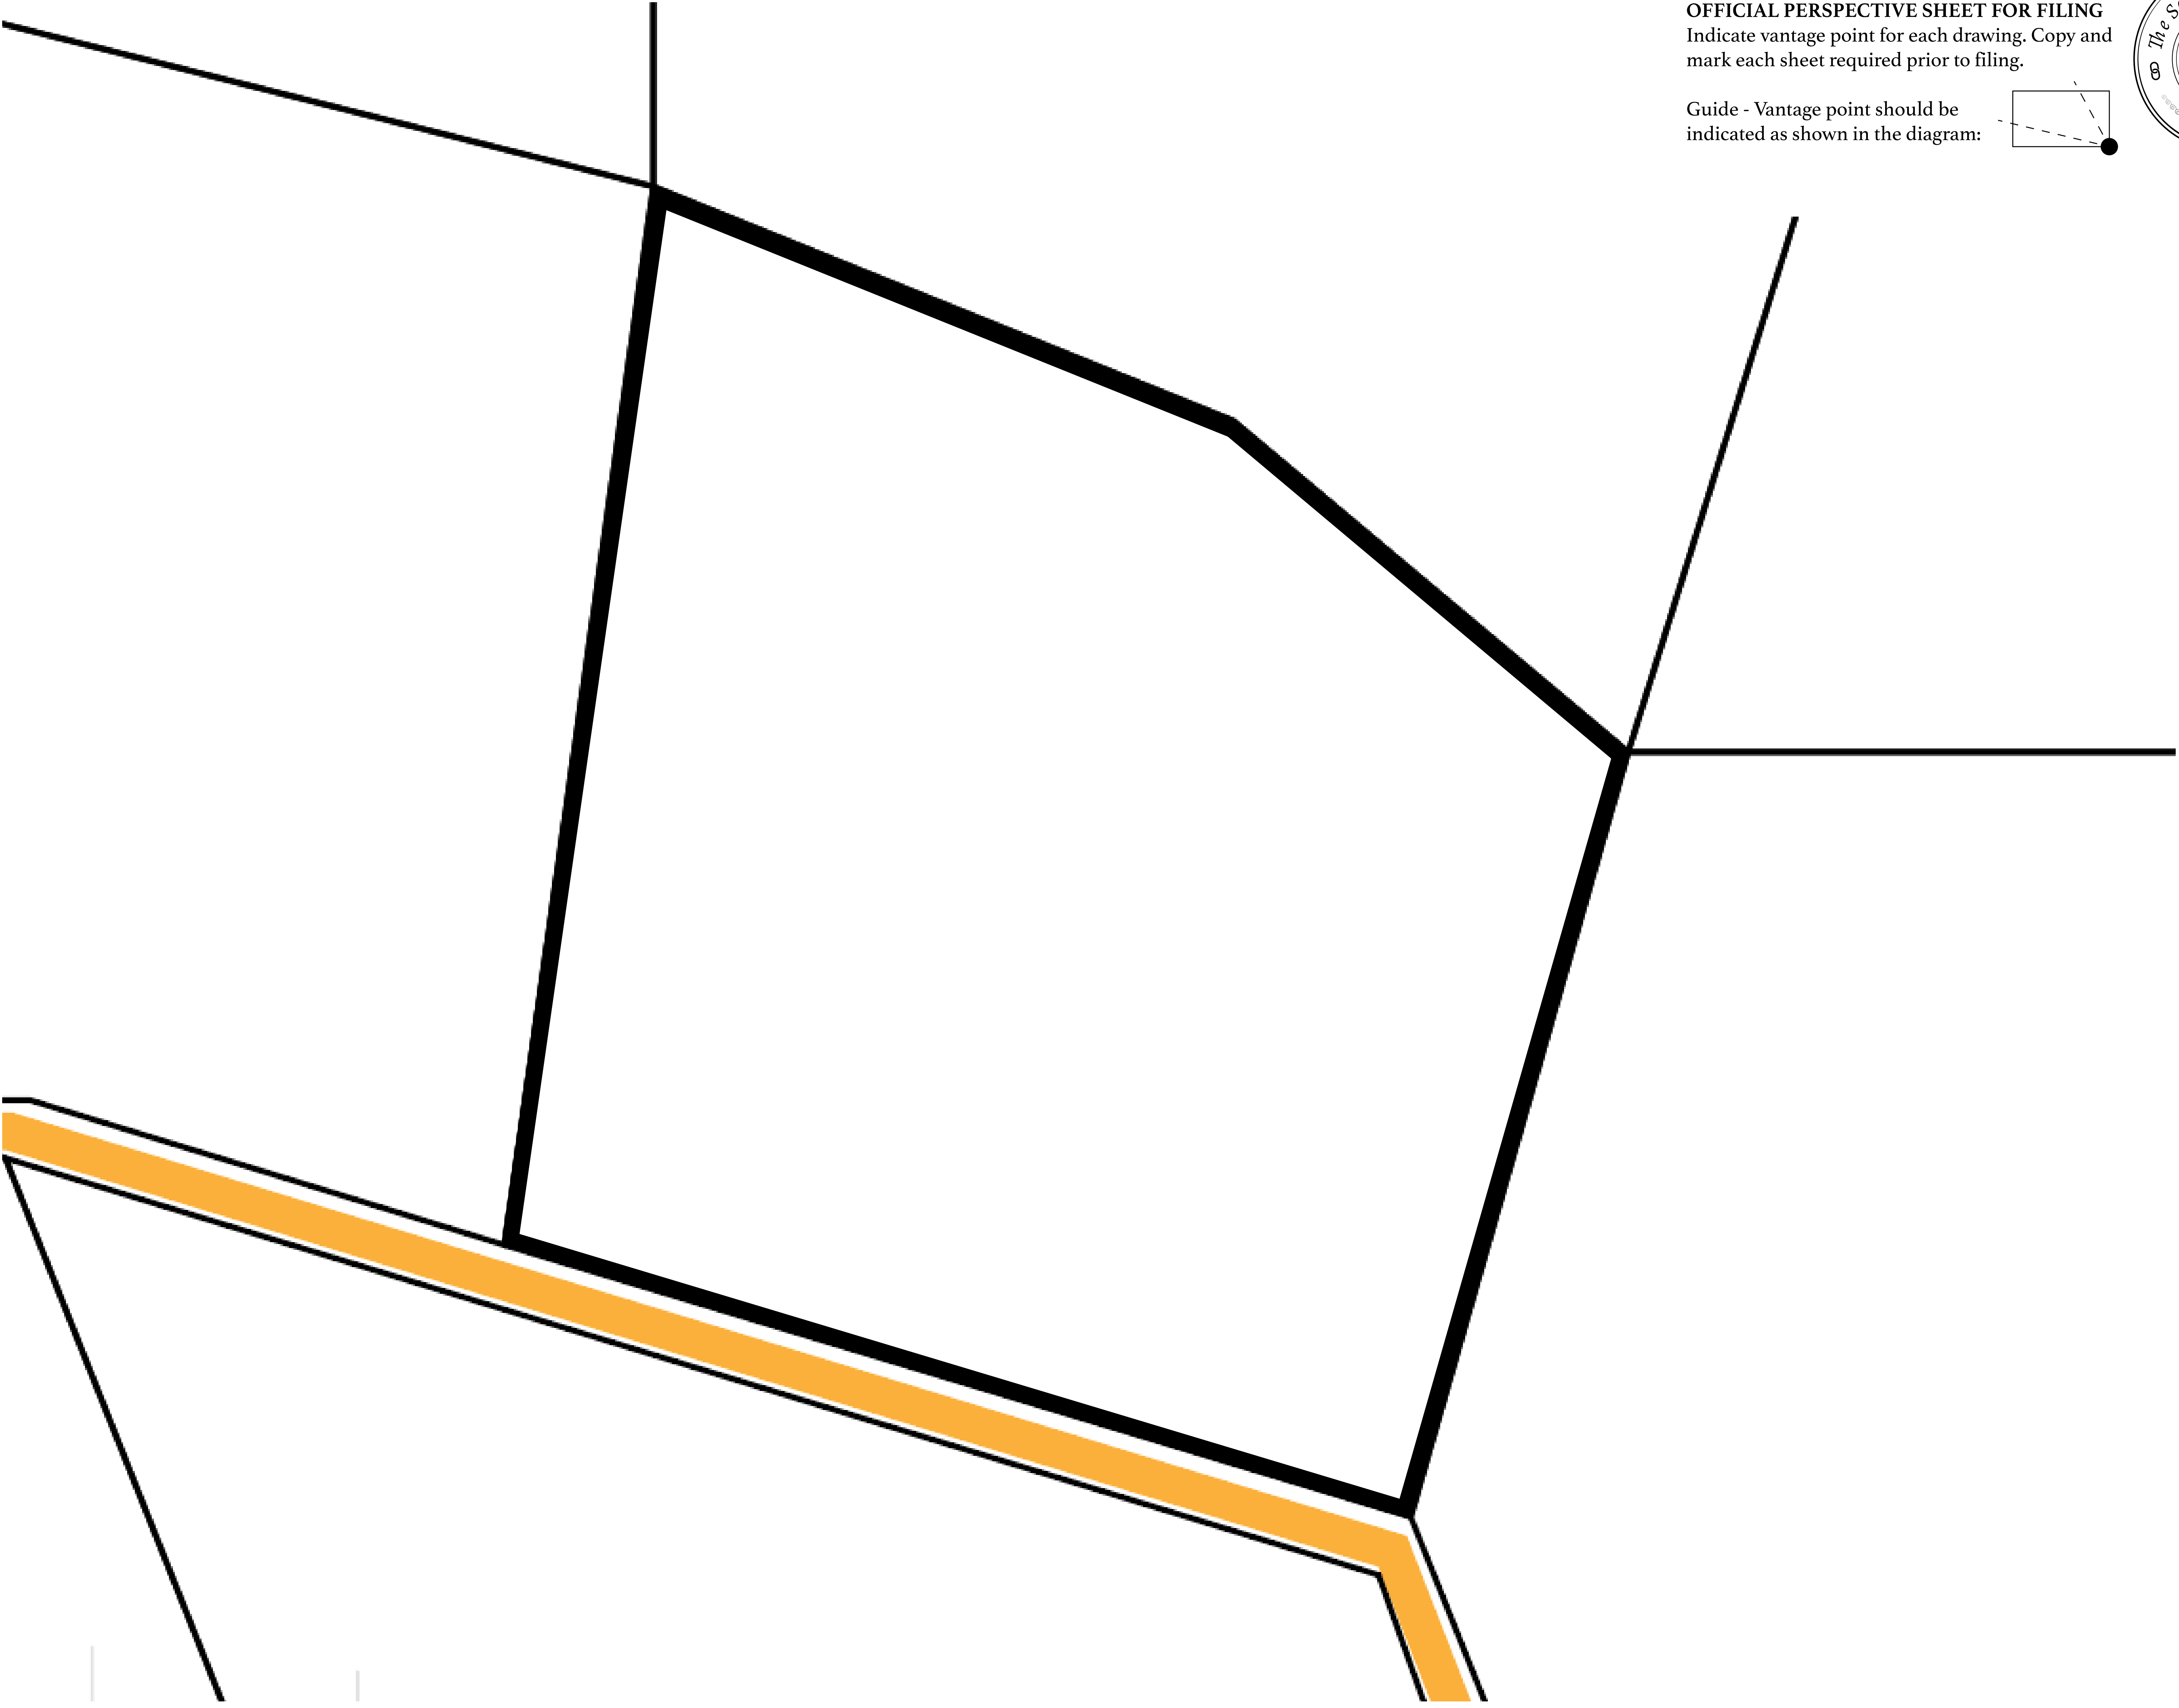 OFFICIAL PERSPECTIVE SHEET FOR FILING
Indicate vantage point for each drawing. Copy and
mark each sheet required prior to filing.
Guide - Vantage point should be
indicated as shown in the diagram:
The